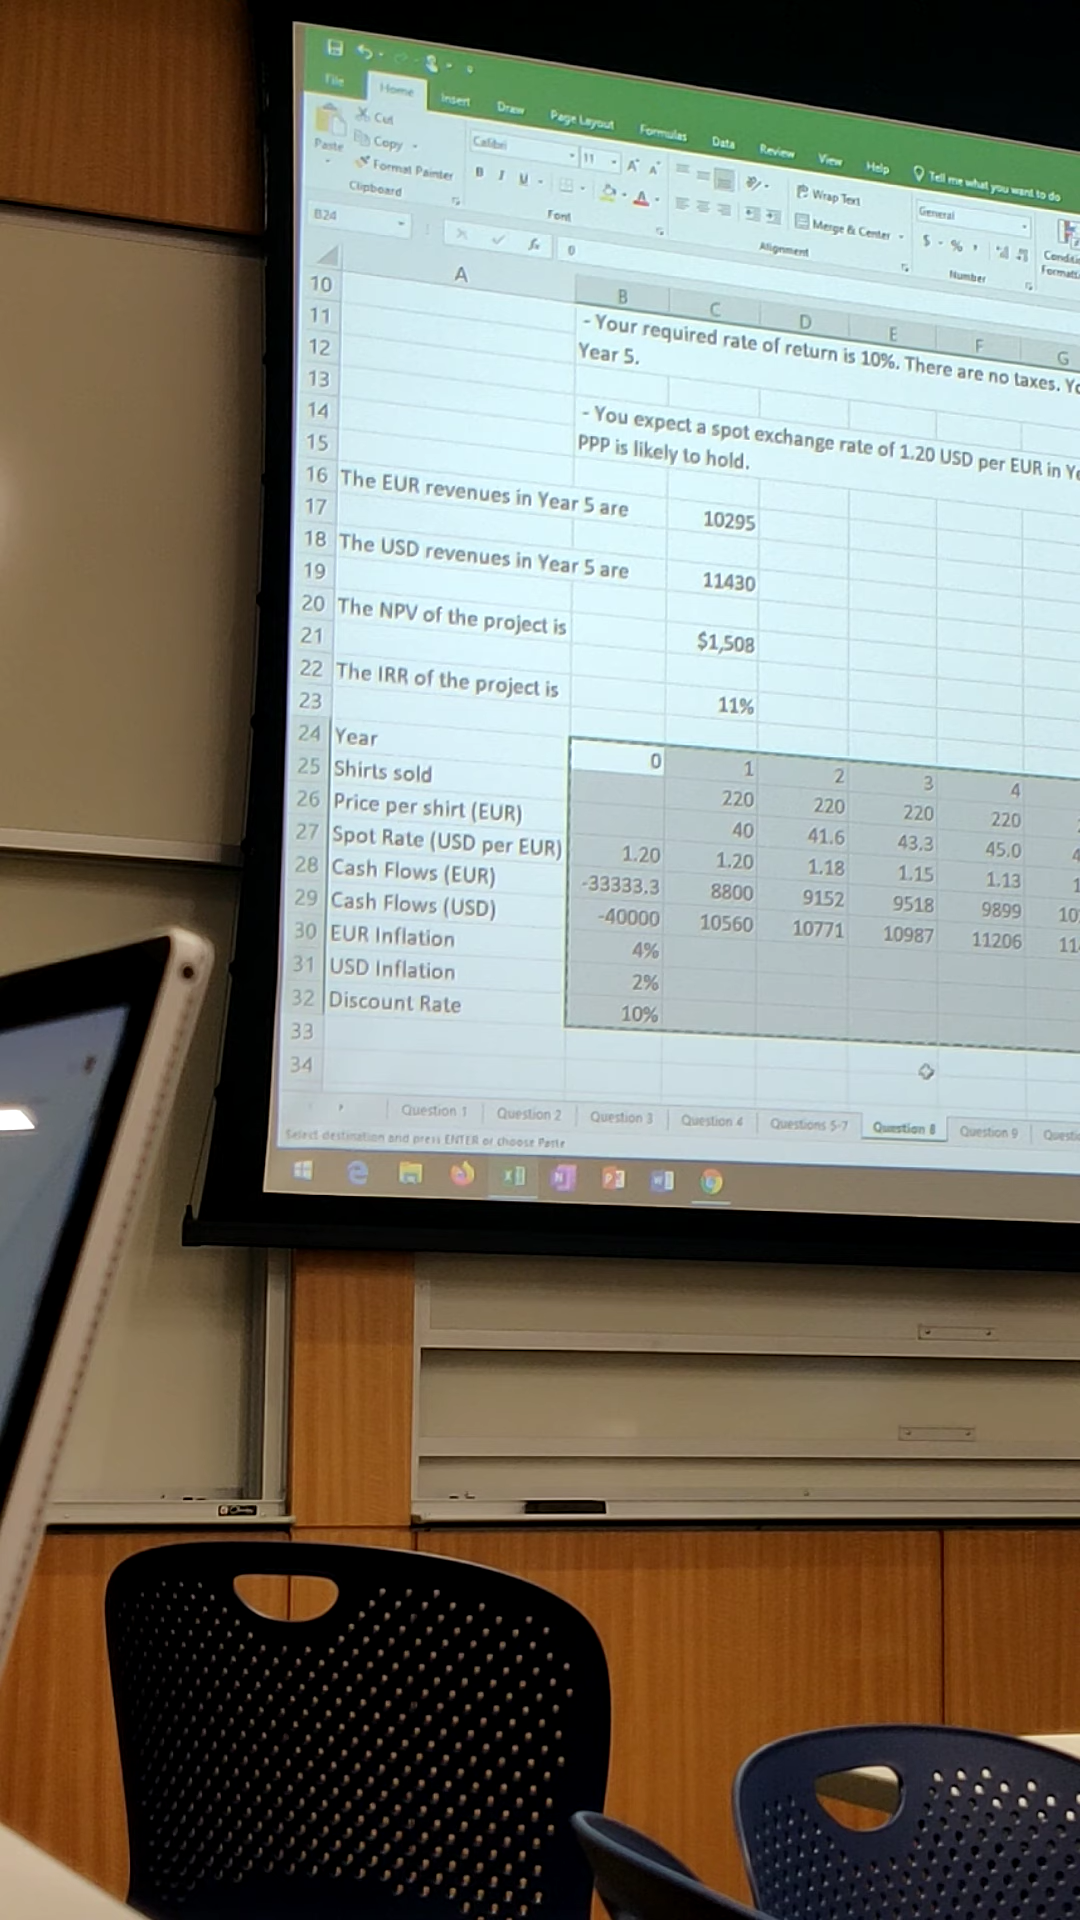 File Home Insert Draw Page Layout Formulas Data Review View Help Tell me what you want to do
Cut
Copy
Paste
Format Painter
Clipboard
Calibri 11
B I U
Font
Wrap Text
Merge & Center
Alignment
General
$ % ,
Number
B24 fx 0
A B C D E F G
10
11 - Your required rate of return is 10%. There are no taxes.
12 Year 5.
13
14 - You expect a spot exchange rate of 1.20 USD per EUR in
15 PPP is likely to hold.
16 The EUR revenues in Year 5 are
17 10295
18 The USD revenues in Year 5 are
19 11430
20 The NPV of the project is
21 $1,508
22 The IRR of the project is
23 11%
24 Year 0 1 2 3 4
25 Shirts sold 220 220 220 220
26 Price per shirt (EUR) 40 41.6 43.3 45.0
27 Spot Rate (USD per EUR) 1.20 1.20 1.18 1.15 1.13
28 Cash Flows (EUR) -33333.3 8800 9152 9518 9899
29 Cash Flows (USD) -40000 10560 10771 10987 11206
30 EUR Inflation 4%
31 USD Inflation 2%
32 Discount Rate 10%
33
34
Question 1 Question 2 Question 3 Question 4 Questions 5-7 Question 8 Question 9
Select destination and press ENTER or choose Paste